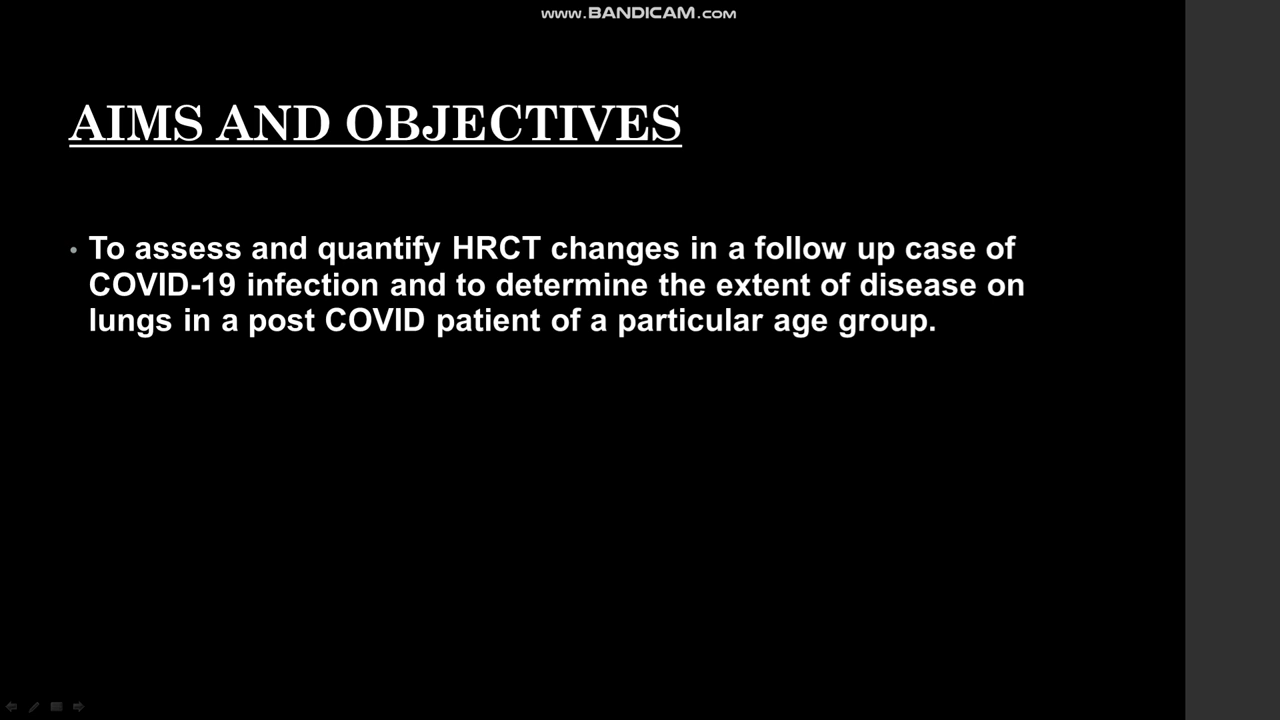 www.BANDICAM.com
AIMS AND OBJECTIVES
• To assess and quantify HRCT changes in a follow up case of
COVID-19 infection and to determine the extent of disease on
lungs in a post COVID patient of a particular age group.